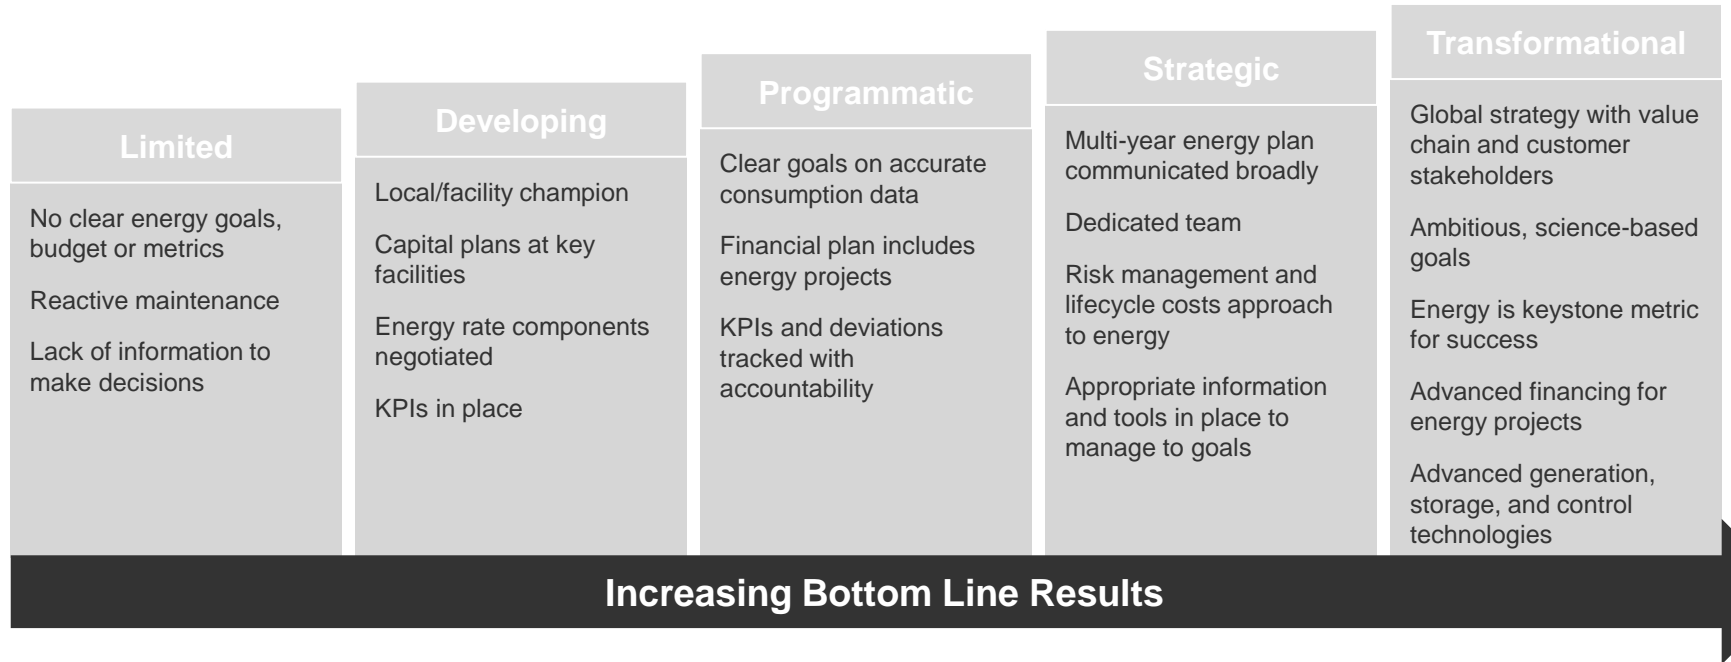 Limited
No clear energy goals,
budget or metrics
Reactive maintenance
Lack of information to
make decisions
Developing
Local/facility champion
Capital plans at key
facilities
Energy rate components
negotiated
KPIs in place
Programmatic
Clear goals on accurate
consumption data
Financial plan includes
energy projects
KPIs and deviations
tracked with
accountability
Strategic
Multi-year energy plan
communicated broadly
Dedicated team
Risk management and
lifecycle costs approach
to energy
Appropriate information
and tools in place to
manage to goals
Transformational
Global strategy with value
chain and customer
stakeholders
Ambitious, science-based
goals
Energy is keystone metric
for success
Advanced financing for
energy projects
Advanced generation,
storage, and control
technologies
Increasing Bottom Line Results